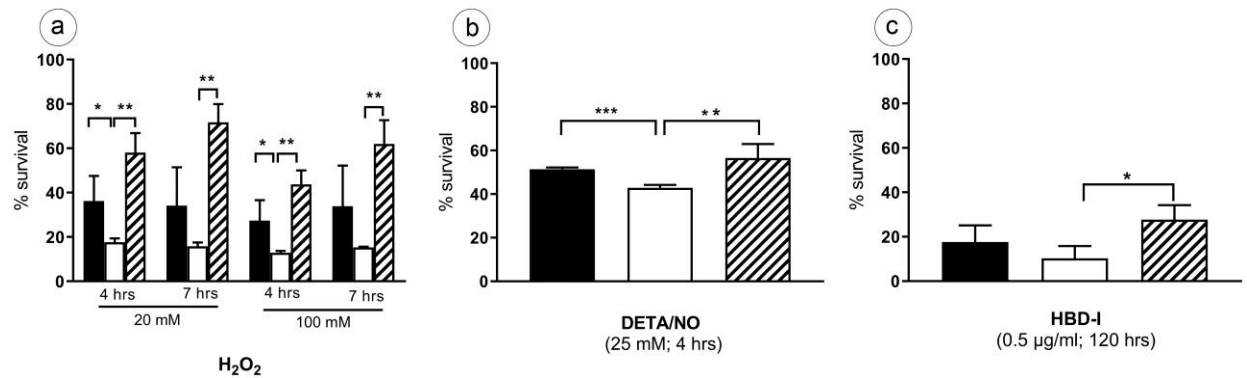 a
% survival
100
80
60
40
20
0
* ** ** * ** **
4 hrs 7 hrs 4 hrs 7 hrs
20 mM 100 mM
H₂O₂
b
% survival
100
80
60
40
20
0
*** **
DETA/NO
(25 mM; 4 hrs)
c
% survival
100
80
60
40
20
0
*
HBD-I
(0.5 µg/ml; 120 hrs)